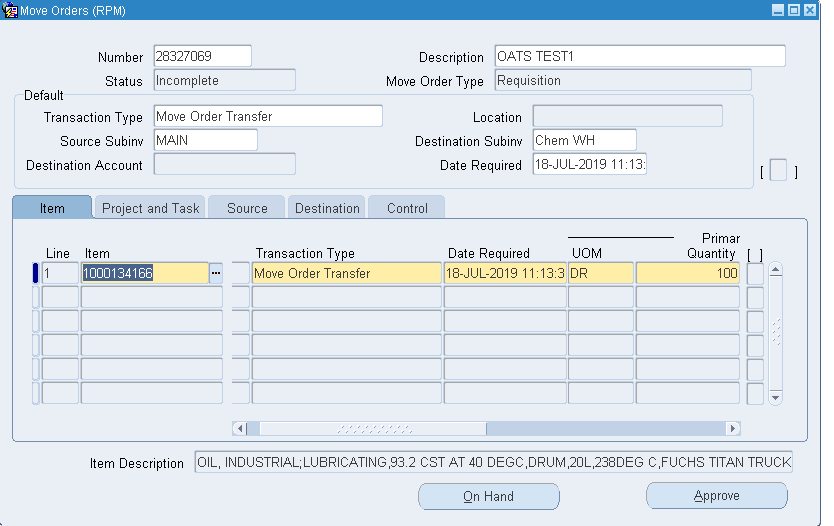 Move Orders (RPM)
Number 28327069 Description OATS TEST1
Status Incomplete Move Order Type Requisition
Default
Transaction Type Move Order Transfer Location
Source Subinv MAIN Destination Subinv Chem WH
Destination Account Date Required 18-JUL-2019 11:13: [ ]
Item Project and Task Source Destination Control
Primar
Line Item Transaction Type Date Required UOM Quantity [ ]
1 1000134166 ... Move Order Transfer 18-JUL-2019 11:13:3 DR 100
Item Description OIL, INDUSTRIAL;LUBRICATING,93.2 CST AT 40 DEGC,DRUM,20L,238DEG C,FUCHS TITAN TRUCK
On Hand Approve